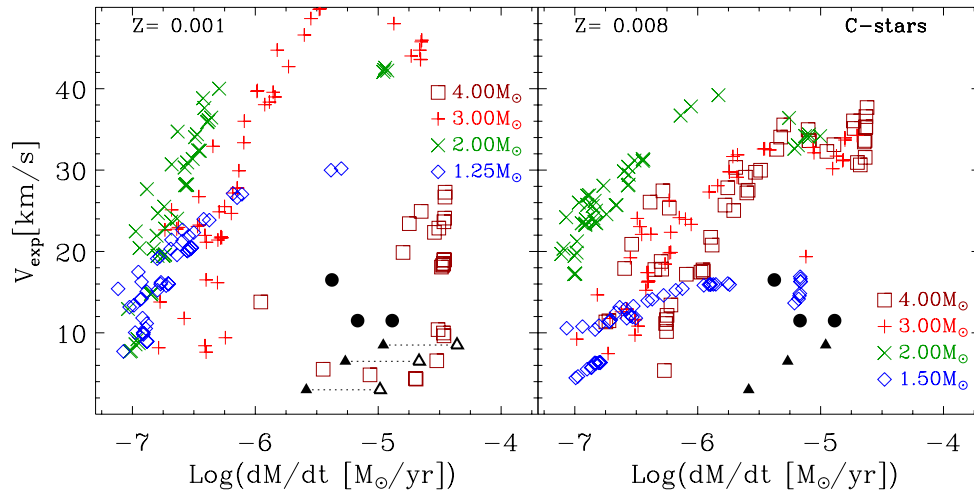 Z= 0.001
Z= 0.008 C-stars
40
30
20
10
V_exp[km/s]
4.00M⊙
3.00M⊙
2.00M⊙
1.25M⊙
4.00M⊙
3.00M⊙
2.00M⊙
1.50M⊙
−7 −6 −5 −4 −7 −6 −5 −4
Log(dM/dt [M⊙/yr]) Log(dM/dt [M⊙/yr])